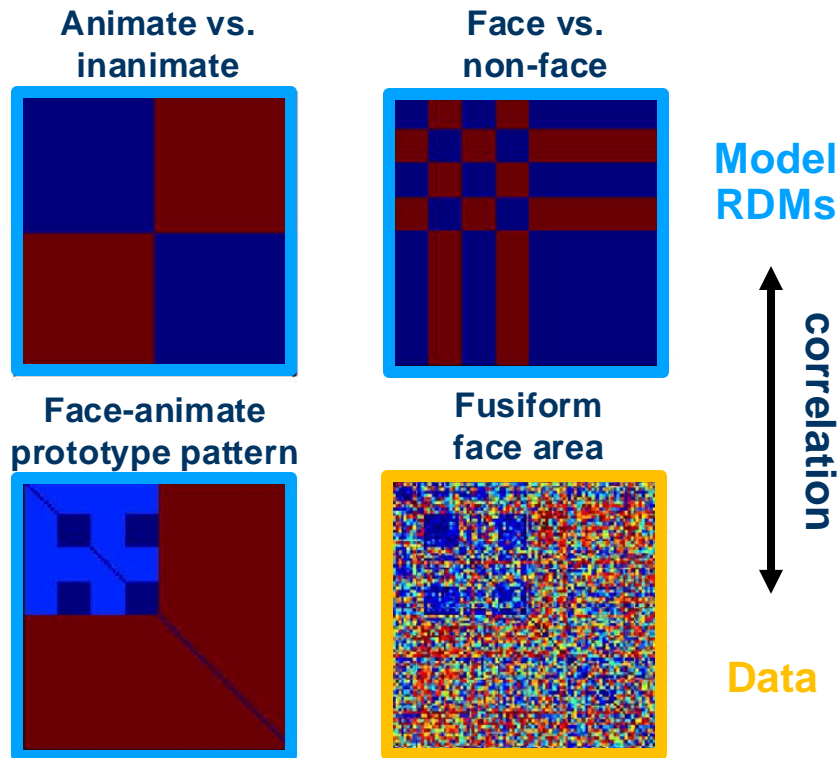 Animate vs.
inanimate
Face vs.
non-face
Model
RDMs
correlation
Face-animate
prototype pattern
Fusiform
face area
Data